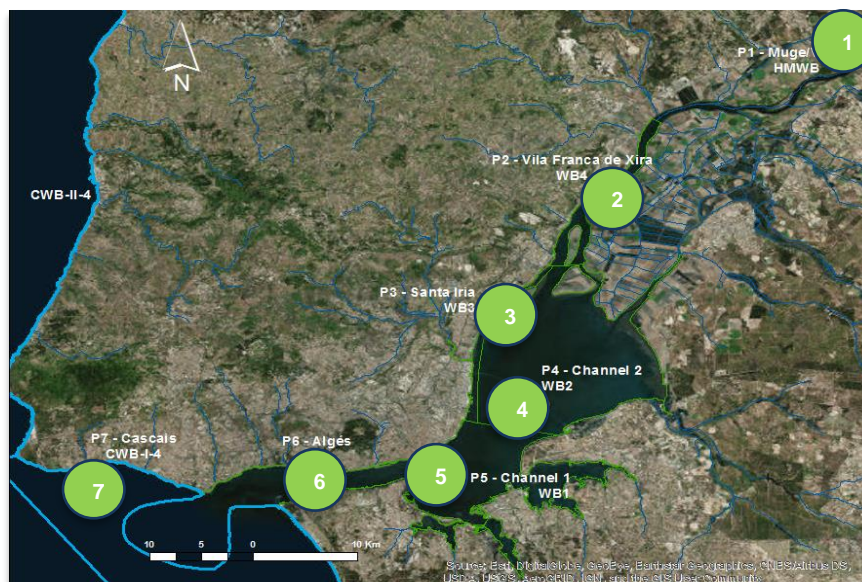 P1 - Muge/
HMWB
1
N
P2 - Vila Franca de Xira
WB4
2
CWB-II-4
P3 - Santa Iria
WB3
3
P4 - Channel 2
WB2
4
P7 - Cascais
CWB-I-4
7
P6 - Algés
6
5
P5 - Channel 1
WB1
10 5 0 10 Km
Source: Esri, DigitalGlobe, GeoEye, Earthstar Geographics, CNES/Airbus DS,
USDA, USGS, AeroGRID, IGN, and the GIS User Community